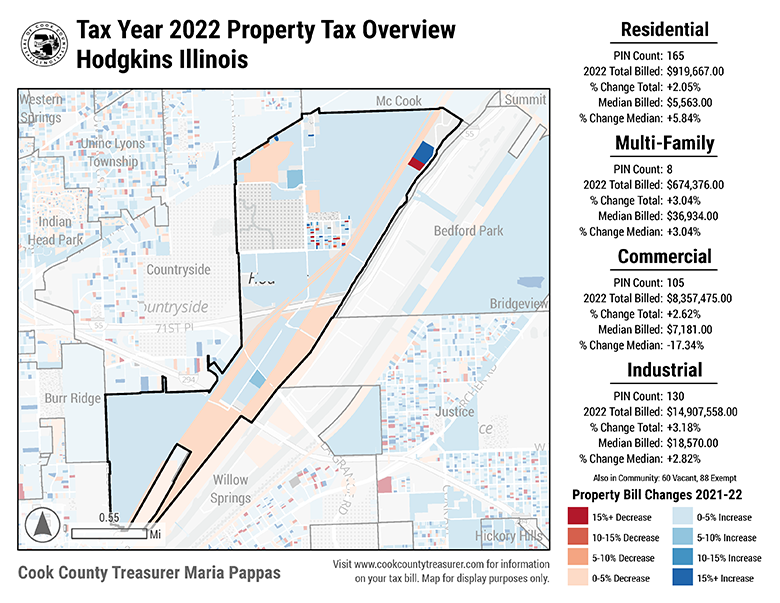 Tax Year 2022 Property Tax Overview
Hodgkins Illinois
Western
Springs
Uninc Lyons
Township
Indian
Head Park
Countryside
ountryside
71ST Pl
55
294
Burr Ridge
Mc Cook
Summit
55
Bedford Park
Bridgeview
Justice
ce
W
Willow
Springs
Hickory Hills
0.55
Mi
Cook County Treasurer Maria Pappas
Visit www.cookcountytreasurer.com for information
on your tax bill. Map for display purposes only.
Residential
PIN Count: 165
2022 Total Billed: $919,667.00
% Change Total: +2.05%
Median Billed: $5,563.00
% Change Median: +5.84%
Multi-Family
PIN Count: 8
2022 Total Billed: $674,376.00
% Change Total: +3.04%
Median Billed: $36,934.00
% Change Median: +3.04%
Commercial
PIN Count: 105
2022 Total Billed: $8,357,475.00
% Change Total: +2.62%
Median Billed: $7,181.00
% Change Median: -17.34%
Industrial
PIN Count: 130
2022 Total Billed: $14,907,558.00
% Change Total: +3.18%
Median Billed: $18,570.00
% Change Median: +2.82%
Also in Community: 60 Vacant, 88 Exempt
Property Bill Changes 2021-22
15%+ Decrease
10-15% Decrease
5-10% Decrease
0-5% Decrease
0-5% Increase
5-10% Increase
10-15% Increase
15%+ Increase